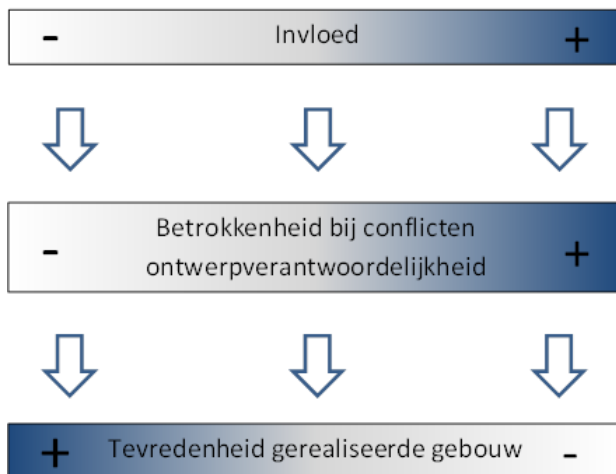 - Invloed +
- Betrokkenheid bij conflicten
ontwerpverantwoordelijkheid +
+ Tevredenheid gerealiseerde gebouw -